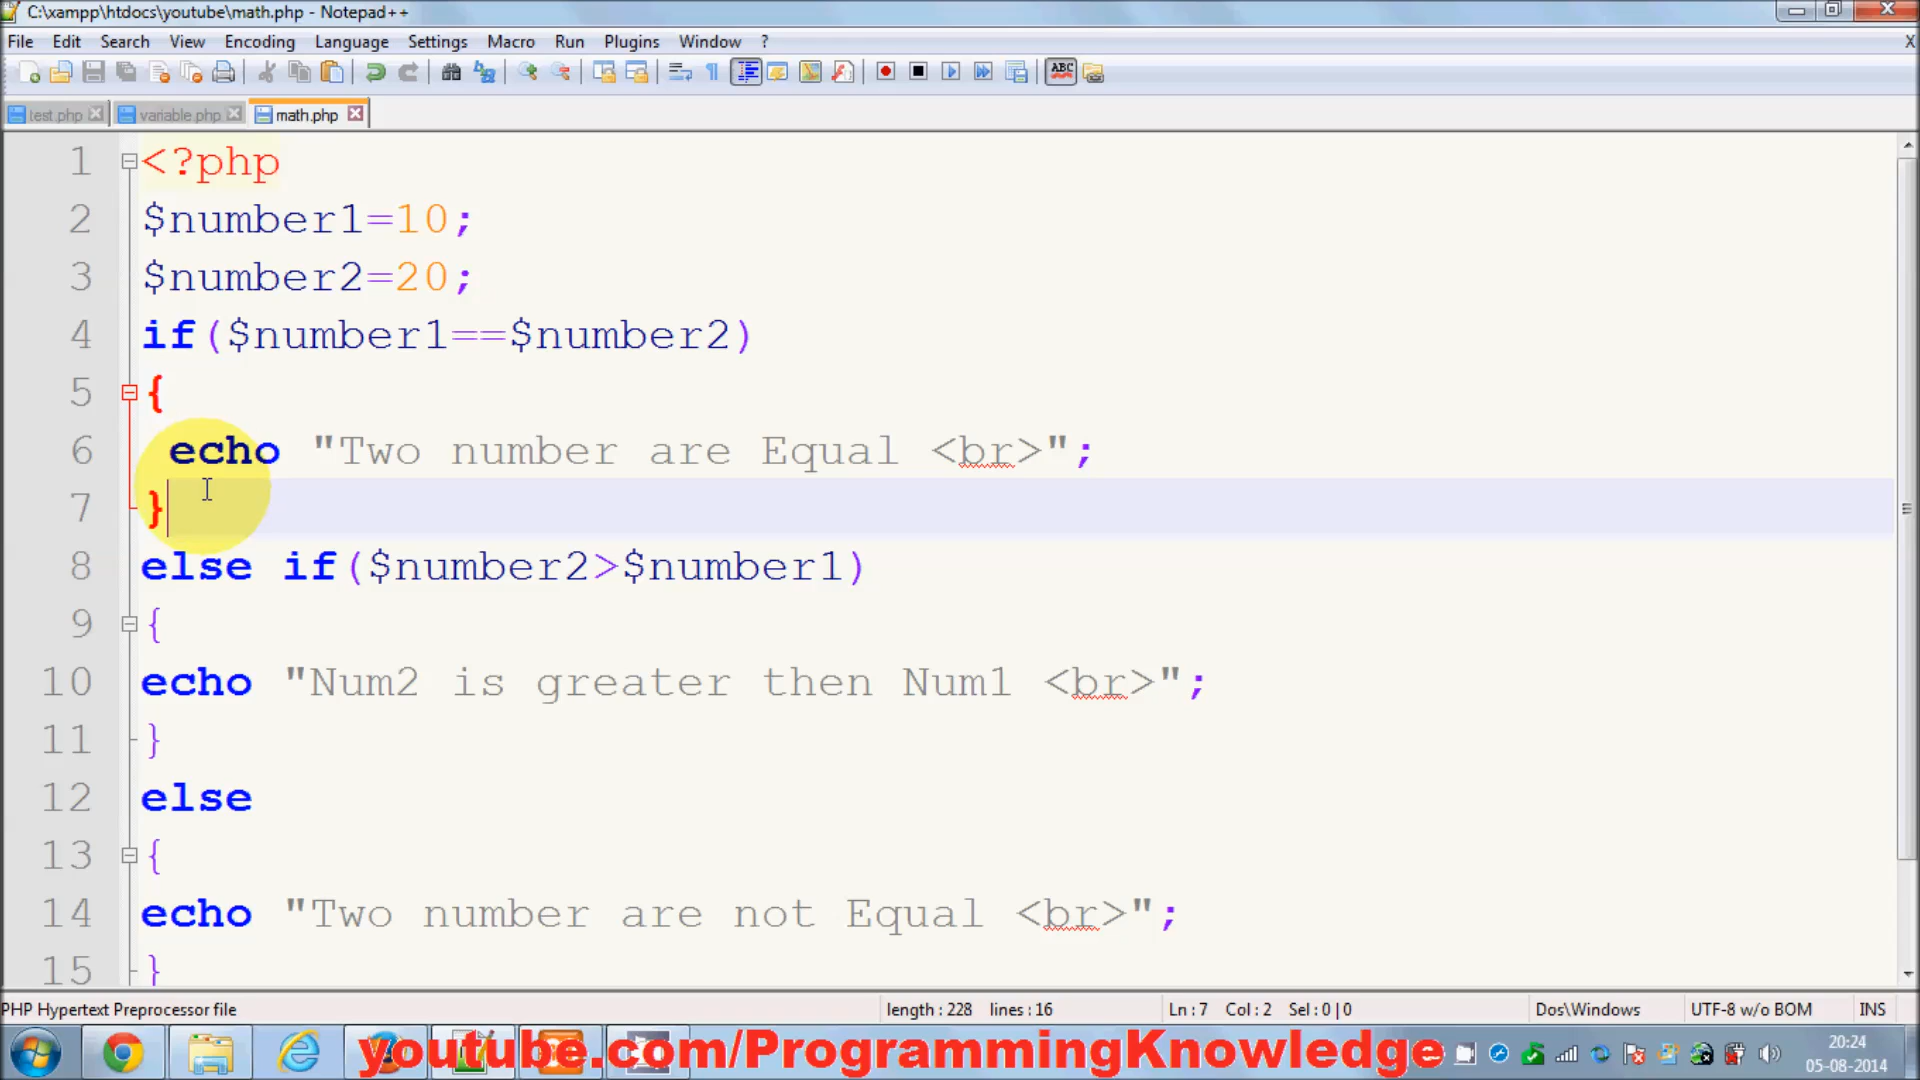 C:\xampp\htdocs\youtube\math.php - Notepad++
File Edit Search View Encoding Language Settings Macro Run Plugins Window ? X
ABC
test.php variable.php math.php
1 <?php
2 $number1=10;
3 $number2=20;
4 if($number1==$number2)
5 {
6 echo "Two number are Equal <br>";
7 }
8 else if($number2>$number1)
9 {
10 echo "Num2 is greater then Num1 <br>";
11 }
12 else
13 {
14 echo "Two number are not Equal <br>";
15 }
PHP Hypertext Preprocessor file length : 228 lines : 16 Ln : 7 Col : 2 Sel : 0 | 0 Dos\Windows UTF-8 w/o BOM INS
youtube.com/ProgrammingKnowledge 20:24
05-08-2014